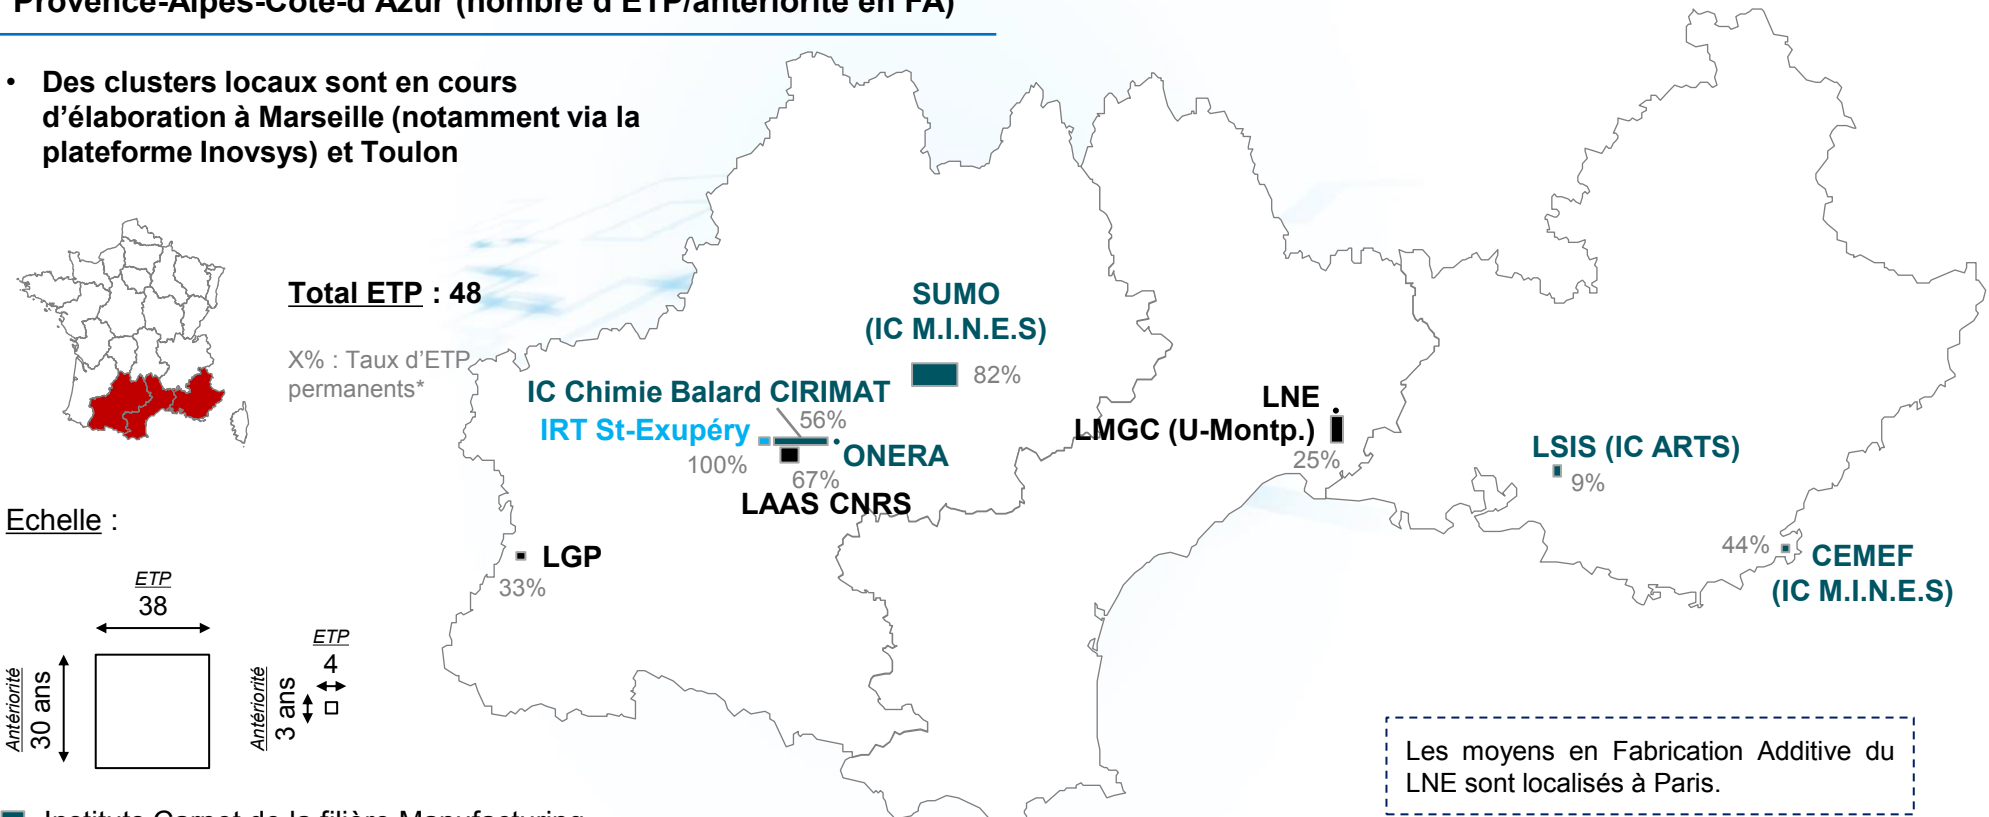 Provence-Alpes-Côte-d'Azur (nombre d'ETP/antériorité en FA)
• Des clusters locaux sont en cours
d'élaboration à Marseille (notamment via la
plateforme Inovsys) et Toulon
Total ETP : 48
X% : Taux d'ETP
permanents*
SUMO
(IC M.I.N.E.S)
82%
IC Chimie Balard CIRIMAT
56%
IRT St-Exupéry
100%
ONERA
67%
LAAS CNRS
LGP
33%
LNE
LMGC (U-Montp.)
25%
LSIS (IC ARTS)
9%
44%
CEMEF
(IC M.I.N.E.S)
Echelle :
ETP
38
Antériorité
30 ans
ETP
4
Antériorité
3 ans
Les moyens en Fabrication Additive du
LNE sont localisés à Paris.
Instituts Carnot de la filière Manufacturing